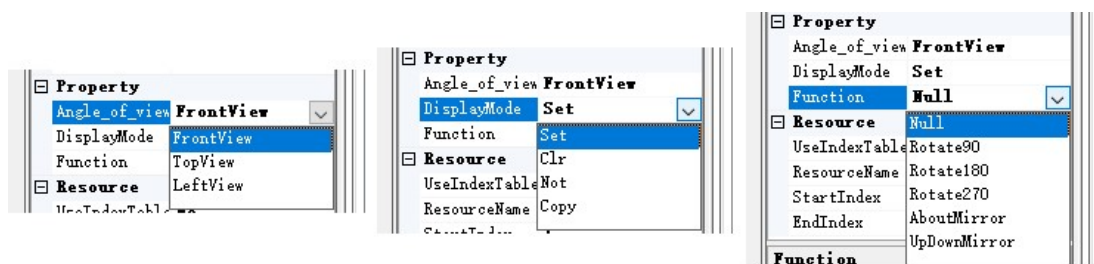 Property
Angle_of_view FrontView
DisplayMode FrontView
Function TopView
Resource LeftView
Property
Angle_of_view FrontView
DisplayMode Set
Function Set
Resource Clr
UseIndexTable Not
ResourceName Copy
Property
Angle_of_view FrontView
DisplayMode Set
Function Null
Resource Null
UseIndexTable Rotate90
ResourceName Rotate180
StartIndex Rotate270
EndIndex AboutMirror
UpDownMirror
Function